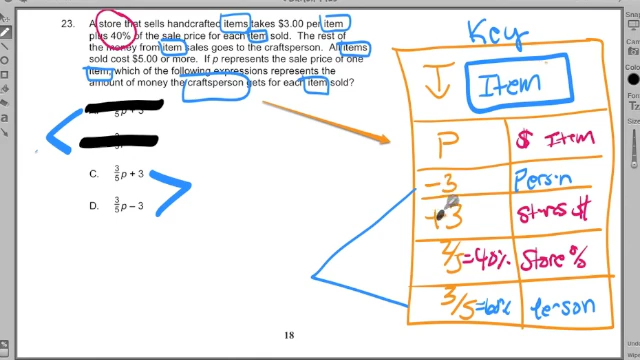 Key
23. A store that sells handcrafted items takes $3.00 per item
plus 40% of the sale price for each item sold. The rest of
the money from item sales goes to the craftsperson. All items
sold cost $5.00 or more. If p represents the sale price of one
item, which of the following expressions represents the
amount of money the craftsperson gets for each item sold?
C. 3/5 p + 3
D. 3/5 p − 3
18
I Item
P $ Item
-3 Person
+3
2/5=40% Store %
3/5= Person